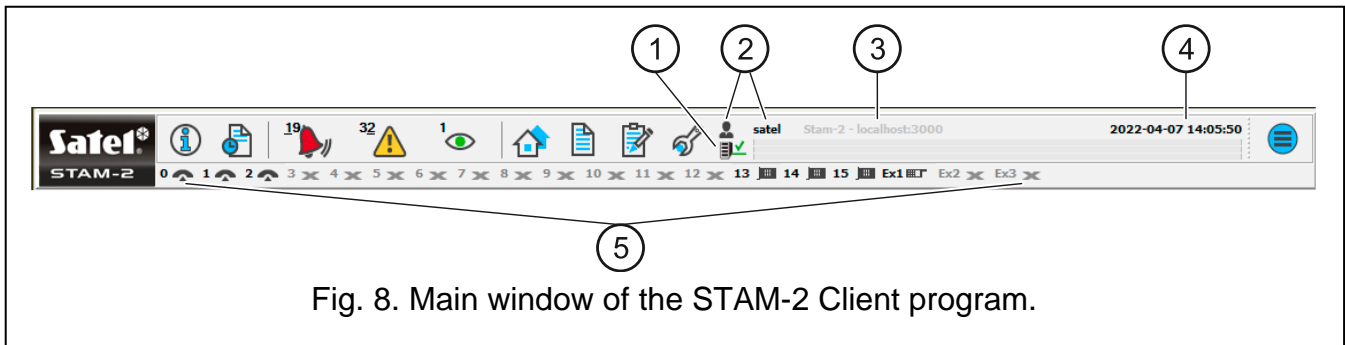 1 2 3 4
Satel® 19 32 1 satel Stam-2 - localhost:3000 2022-04-07 14:05:50
STAM-2 0 1 2 3 4 5 6 7 8 9 10 11 12 13 14 15 Ex1 Ex2 Ex3
5
Fig. 8. Main window of the STAM-2 Client program.